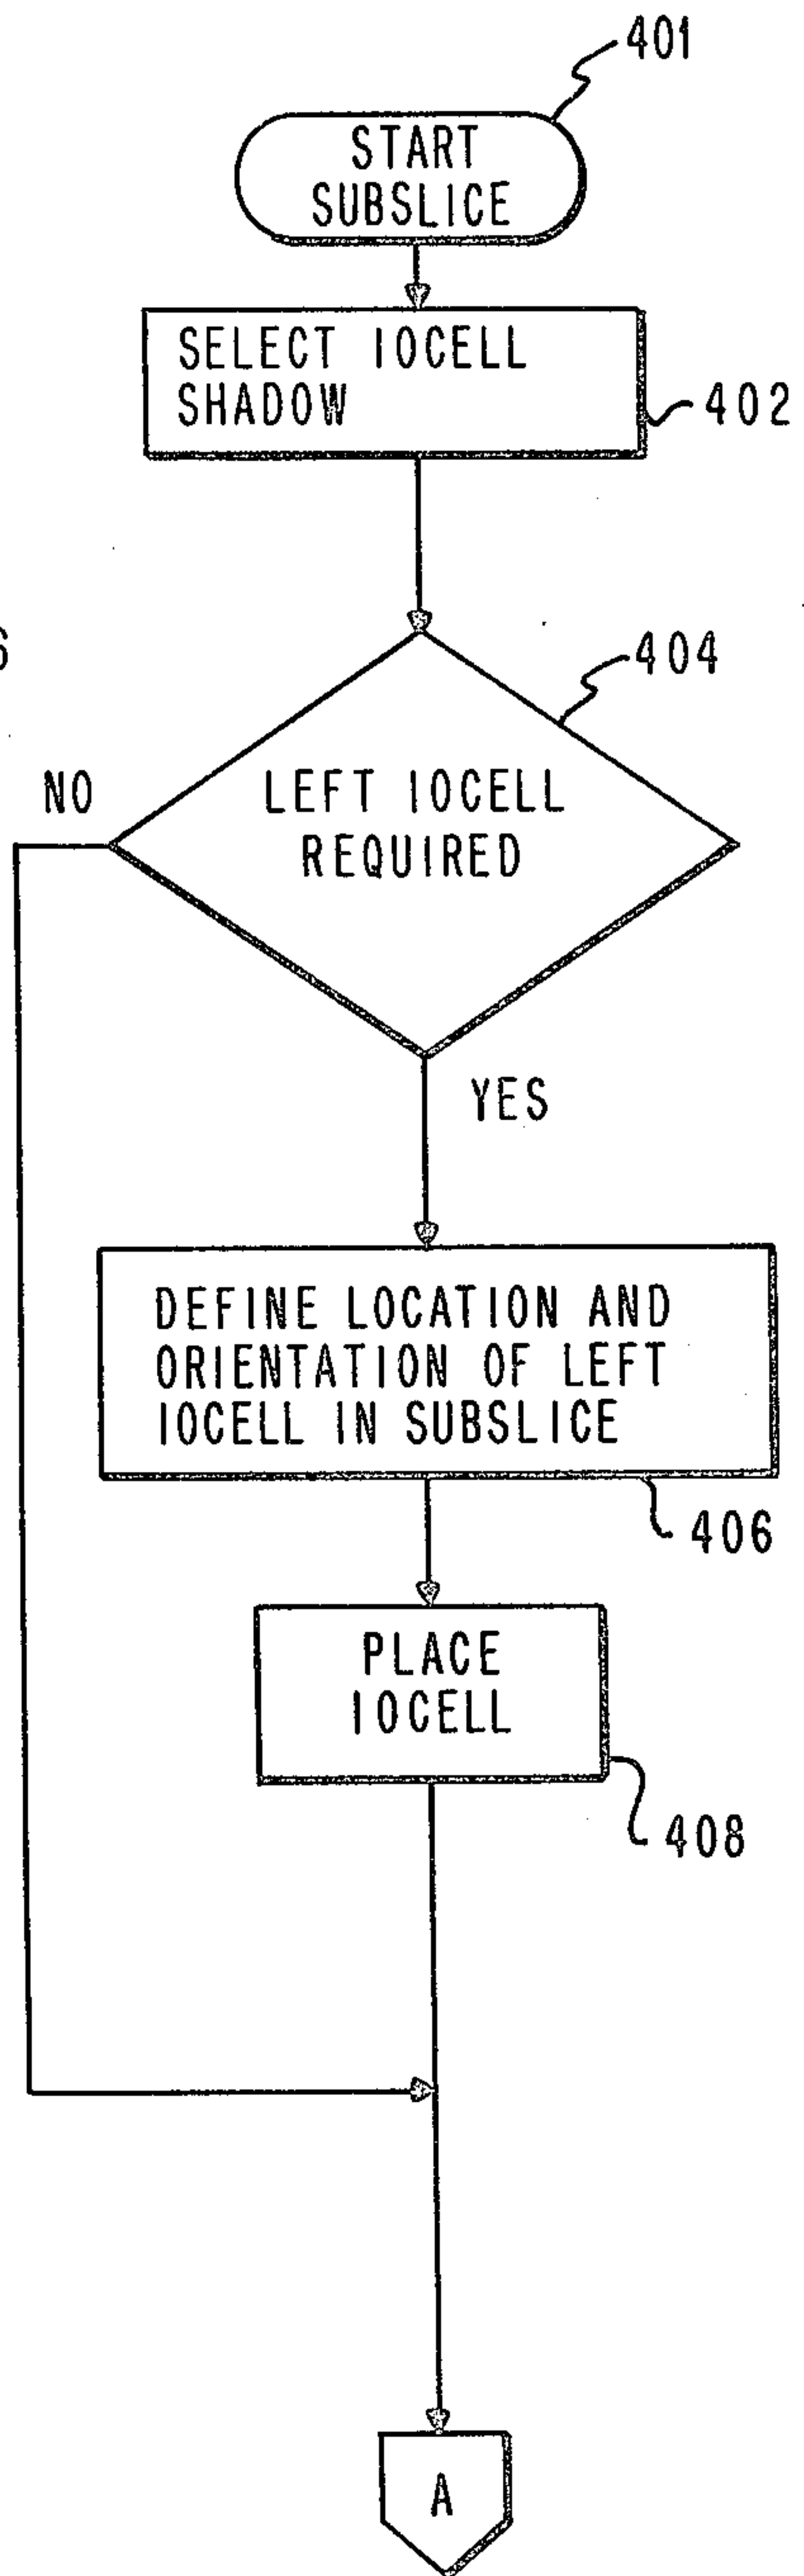 401
START
SUBSLICE
SELECT IOCELL
SHADOW
402
6
404
NO
LEFT IOCELL
REQUIRED
YES
DEFINE LOCATION AND
ORIENTATION OF LEFT
IOCELL IN SUBSLICE
406
PLACE
IOCELL
408
A